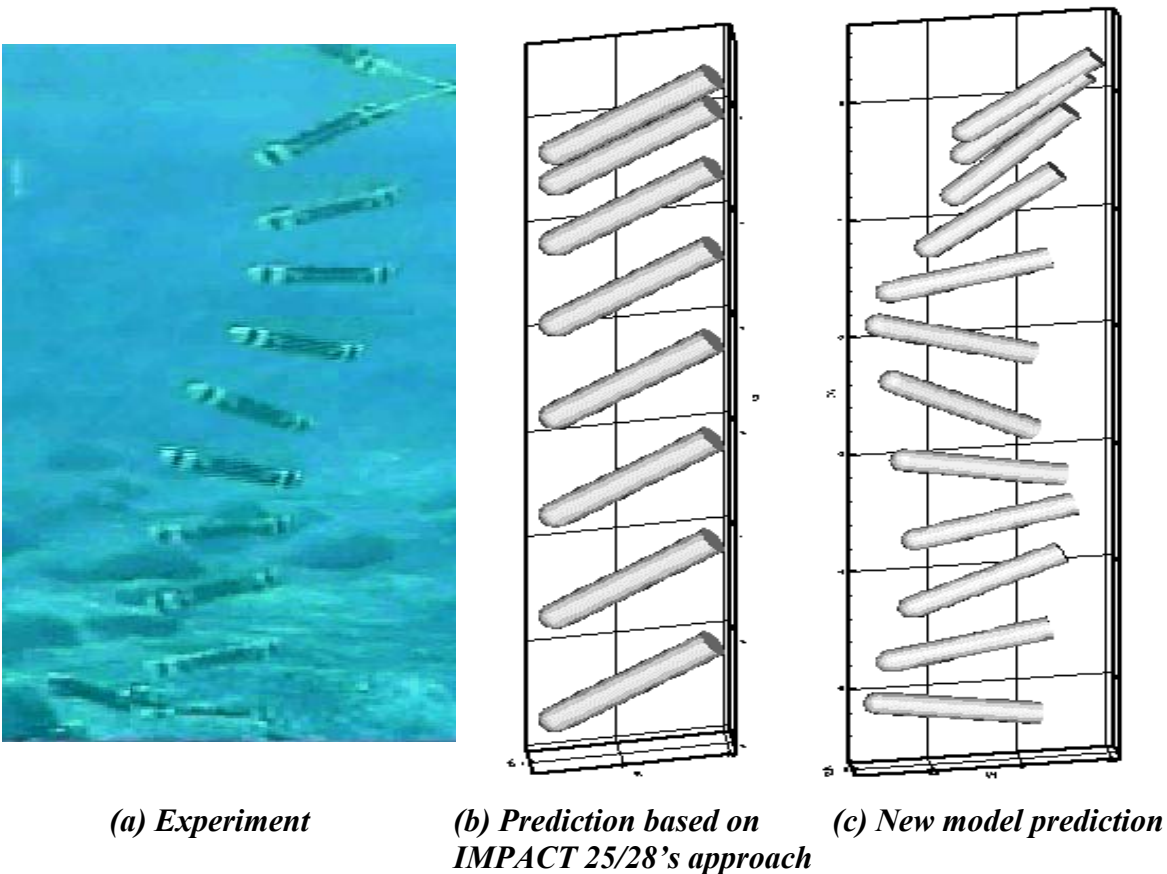 (a) Experiment
(b) Prediction based on
IMPACT 25/28's approach
(c) New model prediction